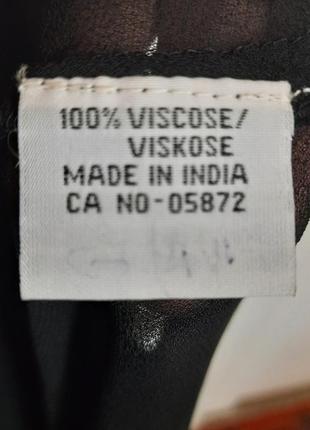 100% VISCOSE/
VISKOSE
MADE IN INDIA
CA NO-05872